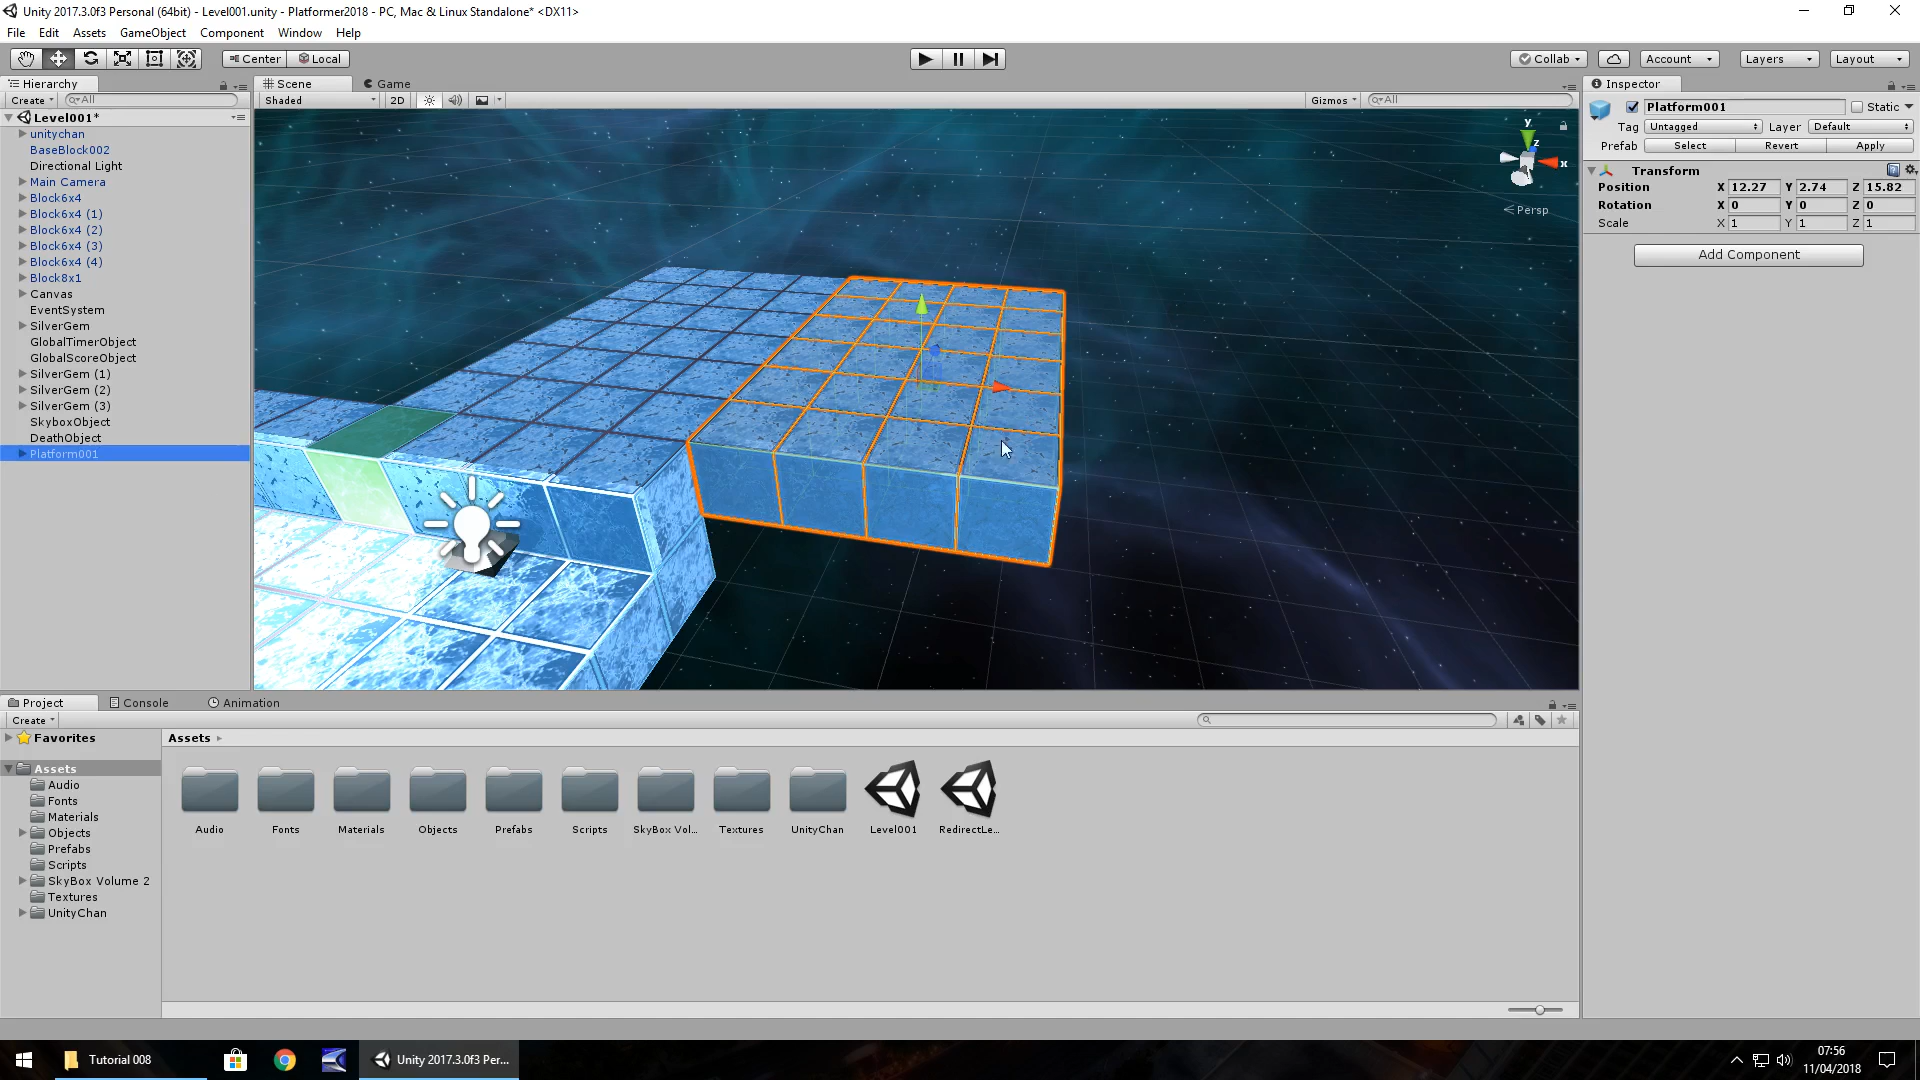 Unity 2017.3.0f3 Personal (64bit) - Level001.unity - Platformer2018 - PC, Mac & Linux Standalone* <DX11>
File Edit Assets GameObject Component Window Help
Center Local Collab Account Layers Layout
Hierarchy
Create All
Level001*
unitychan
BaseBlock002
Directional Light
Main Camera
Block6x4
Block6x4 (1)
Block6x4 (2)
Block6x4 (3)
Block6x4 (4)
Block8x1
Canvas
EventSystem
SilverGem
GlobalTimerObject
GlobalScoreObject
SilverGem (1)
SilverGem (2)
SilverGem (3)
SkyboxObject
DeathObject
Platform001
Scene Game
Shaded 2D Gizmos All
y
z
x
Persp
Inspector
Platform001 Static
Tag Untagged Layer Default
Prefab Select Revert Apply
Transform
Position X 12.27 Y 2.74 Z 15.82
Rotation X 0 Y 0 Z 0
Scale X 1 Y 1 Z 1
Add Component
Project Console Animation
Create
Favorites
Assets
Audio
Fonts
Materials
Objects
Prefabs
Scripts
SkyBox Volume 2
Textures
UnityChan
Assets
Audio Fonts Materials Objects Prefabs Scripts SkyBox Vol... Textures UnityChan Level001 RedirectLe...
Tutorial 008
Unity 2017.3.0f3 Per...
07:56
11/04/2018